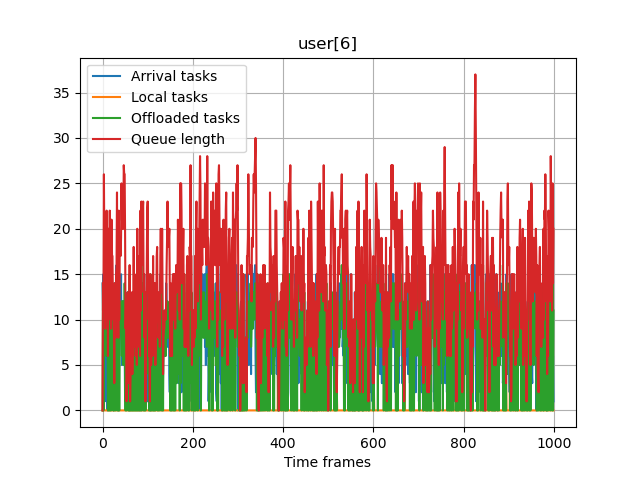 user[6]
Arrival tasks
Local tasks
Offloaded tasks
Queue length
35
30
25
20
15
10
5
0
0 200 400 600 800 1000
Time frames